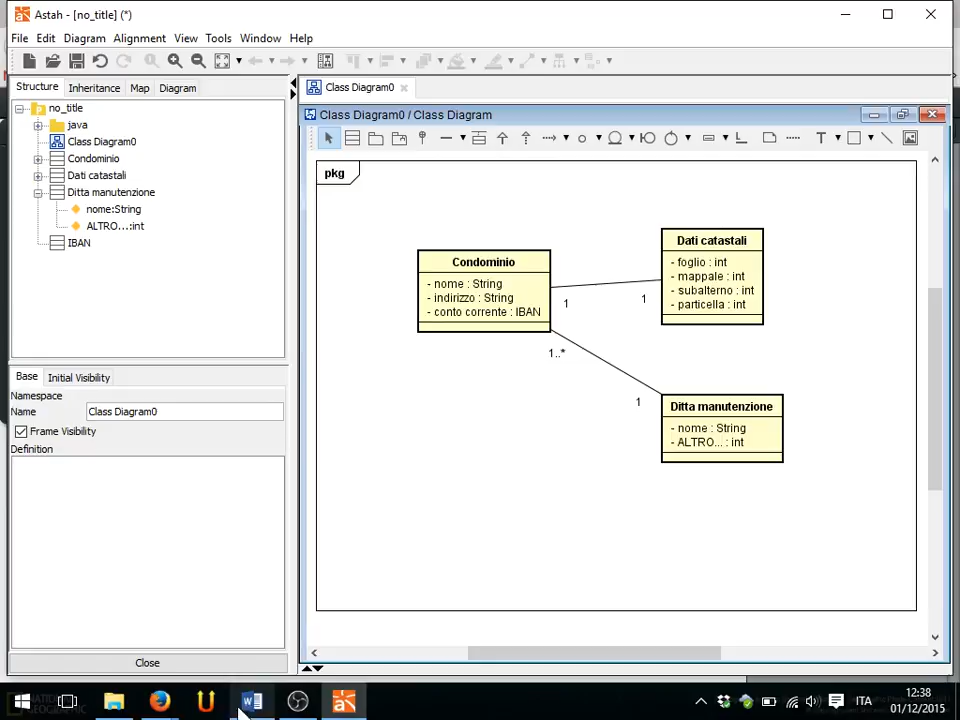 Astah - [no_title] (*)
File Edit Diagram Alignment View Tools Window Help
Structure Inheritance Map Diagram
no_title
java
Class Diagram0
Condominio
Dati catastali
Ditta manutenzione
nome:String
ALTRO...:int
IBAN
Base Initial Visibility
Namespace
Name Class Diagram0
Frame Visibility
Definition
Close
Class Diagram0
Class Diagram0 / Class Diagram
pkg
Condominio
- nome : String
- indirizzo : String
- conto corrente : IBAN
1
1
Dati catastali
- foglio : int
- mappale : int
- subalterno : int
- particella : int
1..*
1
Ditta manutenzione
- nome : String
- ALTRO... : int
ITA
12:38
01/12/2015